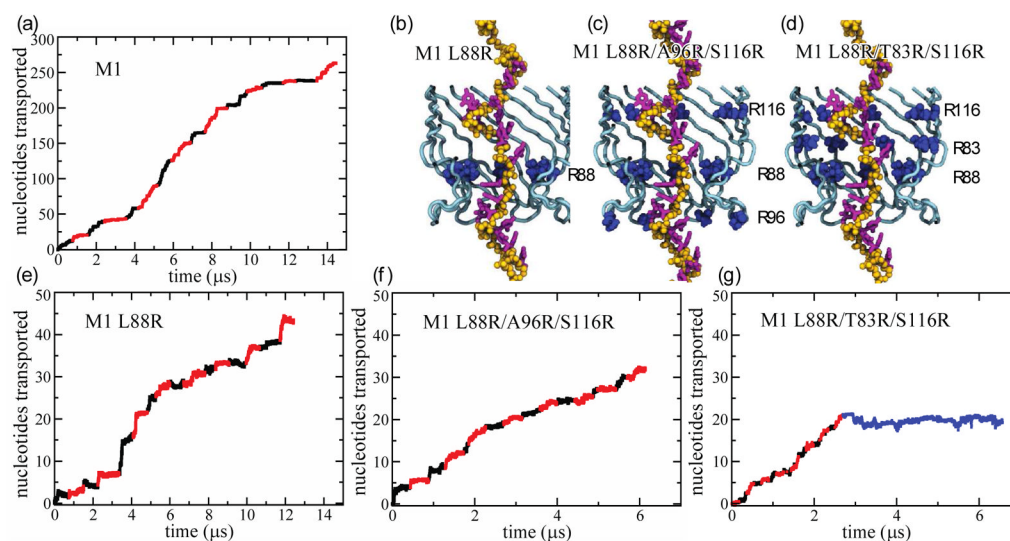 (a)
M1
nucleotides transported
300
250
200
150
100
50
0
0 2 4 6 8 10 12 14
time (μs)
(b)
M1 L88R
R88
(c)
M1 L88R/A96R/S116R
R116
R88
R96
(d)
M1 L88R/T83R/S116R
R116
R83
R88
(e)
M1 L88R
nucleotides transported
50
40
30
20
10
0
0 2 4 6 8 10 12 14
time (μs)
(f)
M1 L88R/A96R/S116R
nucleotides transported
50
40
30
20
10
0
0 2 4 6
time (μs)
(g)
M1 L88R/T83R/S116R
nucleotides transported
50
40
30
20
10
0
0 2 4 6
time (μs)